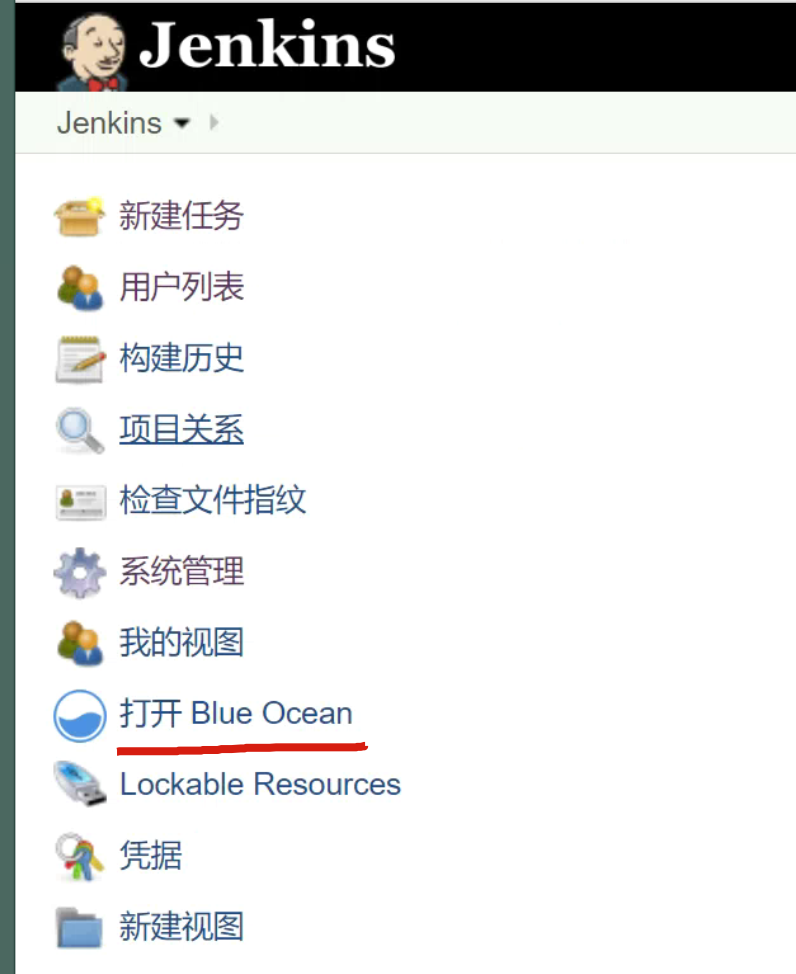 Jenkins
Jenkins
新建任务
用户列表
构建历史
项目关系
检查文件指纹
系统管理
我的视图
打开 Blue Ocean
Lockable Resources
凭据
新建视图